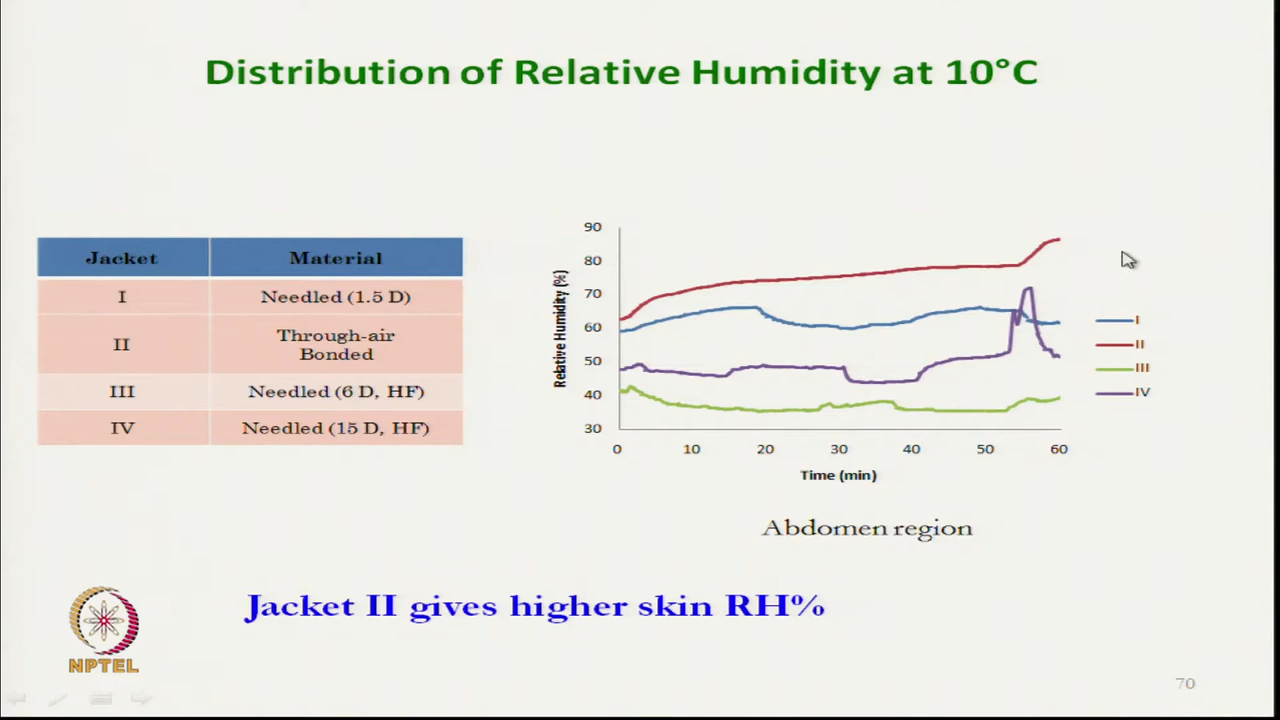 Distribution of Relative Humidity at 10°C
Jacket Material
I Needled (1.5 D)
II Through-air
Bonded
III Needled (6 D, HF)
IV Needled (15 D, HF)
Relative Humidity (%)
90
80
70
60
50
40
30
0 10 20 30 40 50 60
Time (min)
I
II
III
IV
Abdomen region
Jacket II gives higher skin RH%
NPTEL
70